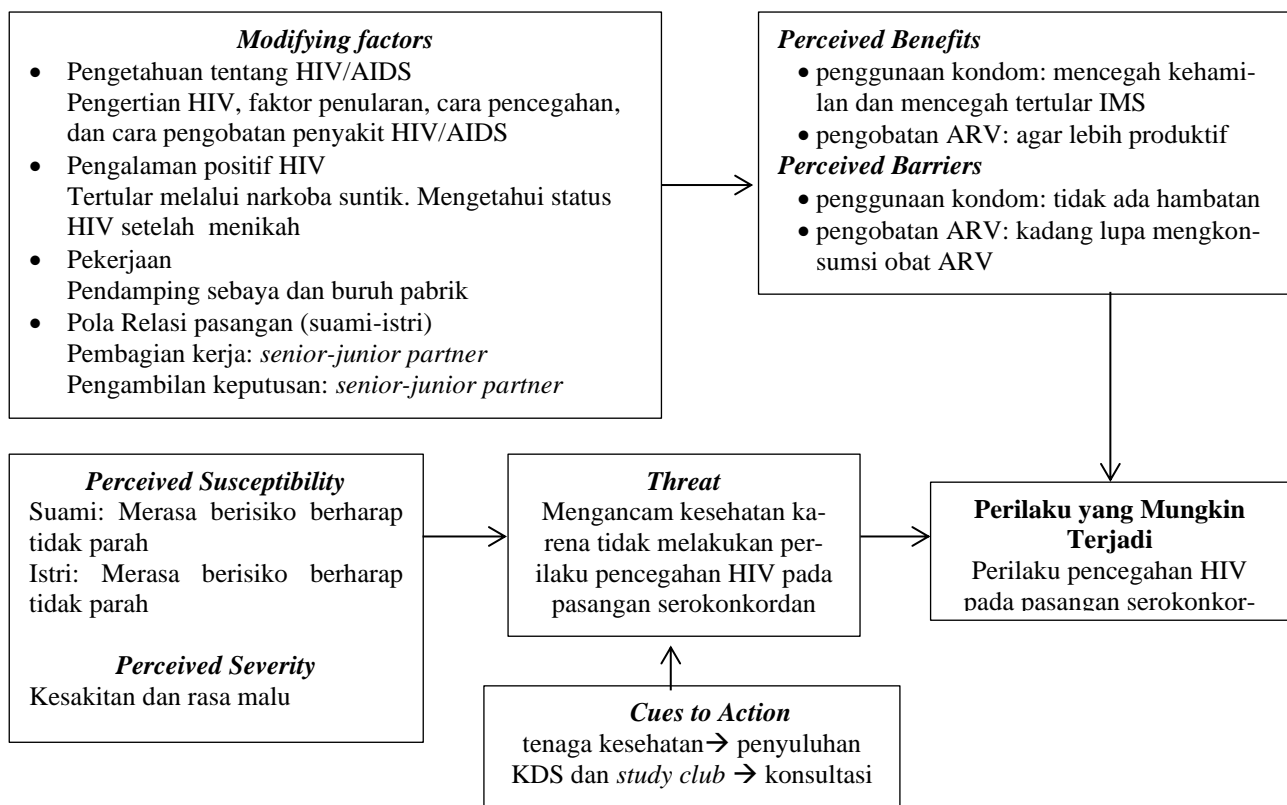 Modifying factors
• Pengetahuan tentang HIV/AIDS
Pengertian HIV, faktor penularan, cara pencegahan,
dan cara pengobatan penyakit HIV/AIDS
• Pengalaman positif HIV
Tertular melalui narkoba suntik. Mengetahui status
HIV setelah menikah
• Pekerjaan
Pendamping sebaya dan buruh pabrik
• Pola Relasi pasangan (suami-istri)
Pembagian kerja: senior-junior partner
Pengambilan keputusan: senior-junior partner
Perceived Benefits
• penggunaan kondom: mencegah kehami-
lan dan mencegah tertular IMS
• pengobatan ARV: agar lebih produktif
Perceived Barriers
• penggunaan kondom: tidak ada hambatan
• pengobatan ARV: kadang lupa mengkon-
sumsi obat ARV
Perceived Susceptibility
Suami: Merasa berisiko berharap
tidak parah
Istri: Merasa berisiko berharap
tidak parah
Perceived Severity
Kesakitan dan rasa malu
Threat
Mengancam kesehatan ka-
rena tidak melakukan per-
ilaku pencegahan HIV pada
pasangan serokonkordan
Perilaku yang Mungkin
Terjadi
Perilaku pencegahan HIV
pada pasangan serokonkor-
Cues to Action
tenaga kesehatan→ penyuluhan
KDS dan study club → konsultasi